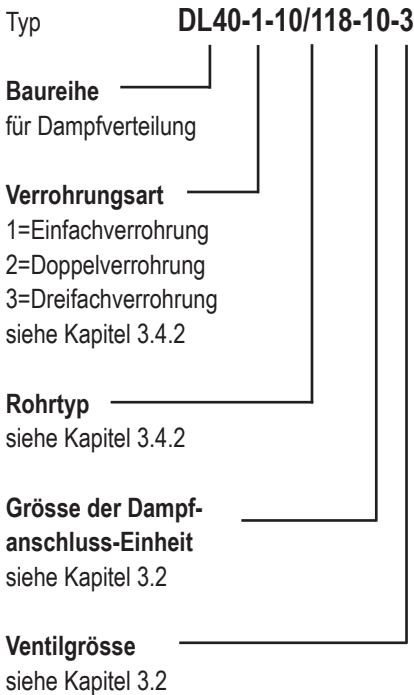 Typ DL40-1-10/118-10-3
Baureihe
für Dampfverteilung
Verrohrungsart
1=Einfachverrohrung
2=Doppelverrohrung
3=Dreifachverrohrung
siehe Kapitel 3.4.2
Rohrtyp
siehe Kapitel 3.4.2
Grösse der Dampf-
anschluss-Einheit
siehe Kapitel 3.2
Ventilgrösse
siehe Kapitel 3.2